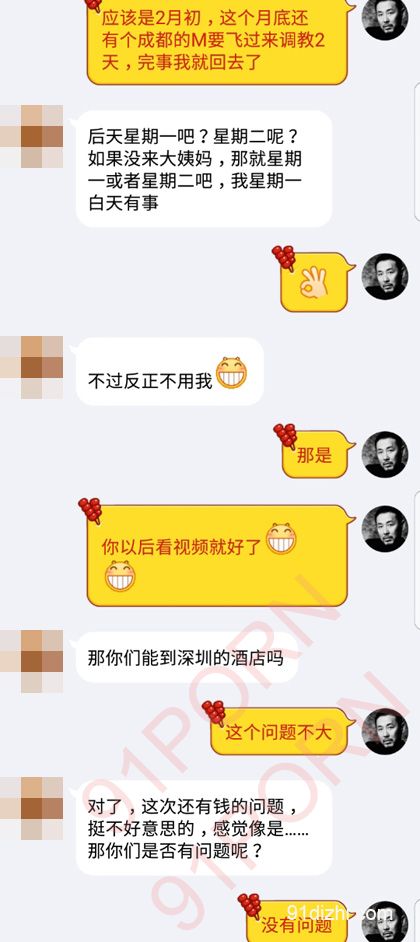 应该是2月初，这个月底还
有个成都的M要飞过来调教2
天，完事我就回去了
后天星期一吧？星期二呢？
如果没来大姨妈，那就星期
一或者星期二吧，我星期一
白天有事
不过反正不用我
那是
你以后看视频就好了
那你们能到深圳的酒店吗
这个问题不大
对了，这次还有钱的问题，
挺不好意思的，感觉像是……
那你们是否有问题呢？
没有问题
91PORN
91PORN